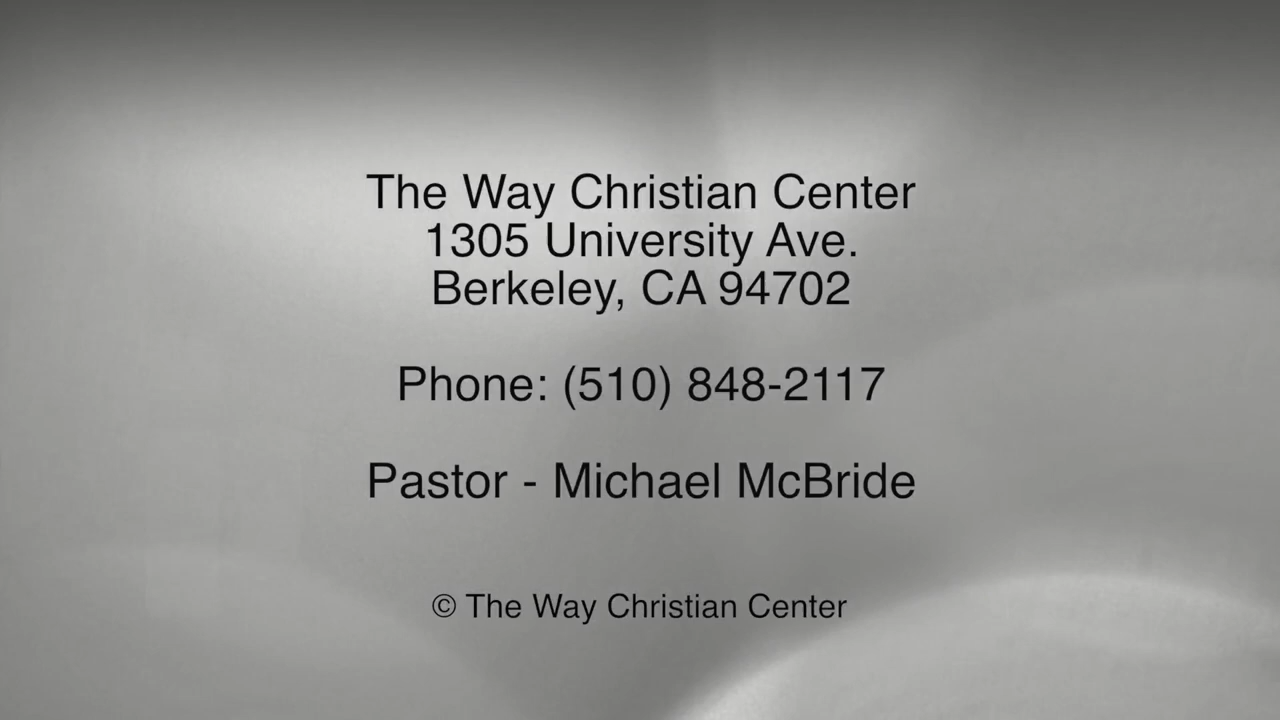 The Way Christian Center
1305 University Ave.
Berkeley, CA 94702
Phone: (510) 848-2117
Pastor - Michael McBride
© The Way Christian Center